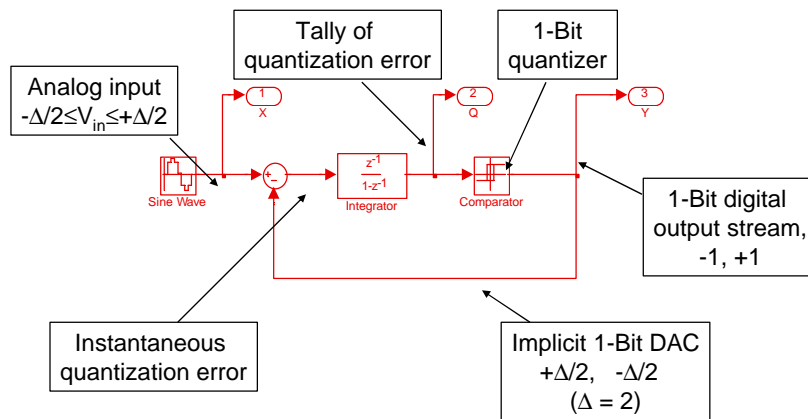 Tally of
quantization error
1-Bit
quantizer
Analog input
-Δ/2≤Vin≤+Δ/2
1
X
2
Q
3
Y
Sine Wave
+
-
z-1
1-z-1
Integrator
Comparator
1-Bit digital
output stream,
-1, +1
Instantaneous
quantization error
Implicit 1-Bit DAC
+Δ/2, -Δ/2
(Δ = 2)